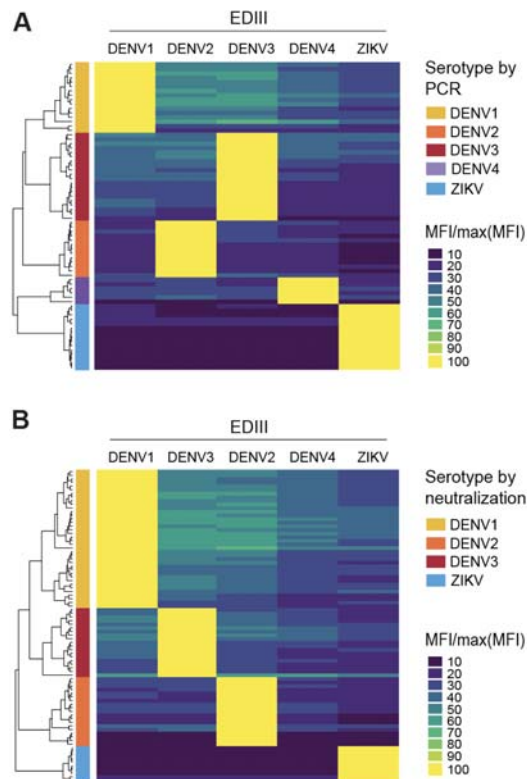 A
EDIII
DENV1 DENV2 DENV3 DENV4 ZIKV
Serotype by
PCR
DENV1
DENV2
DENV3
DENV4
ZIKV
MFI/max(MFI)
10
20
30
40
50
60
70
80
90
100
B
EDIII
DENV1 DENV3 DENV2 DENV4 ZIKV
Serotype by
neutralization
DENV1
DENV2
DENV3
ZIKV
MFI/max(MFI)
10
20
30
40
50
60
70
80
90
100